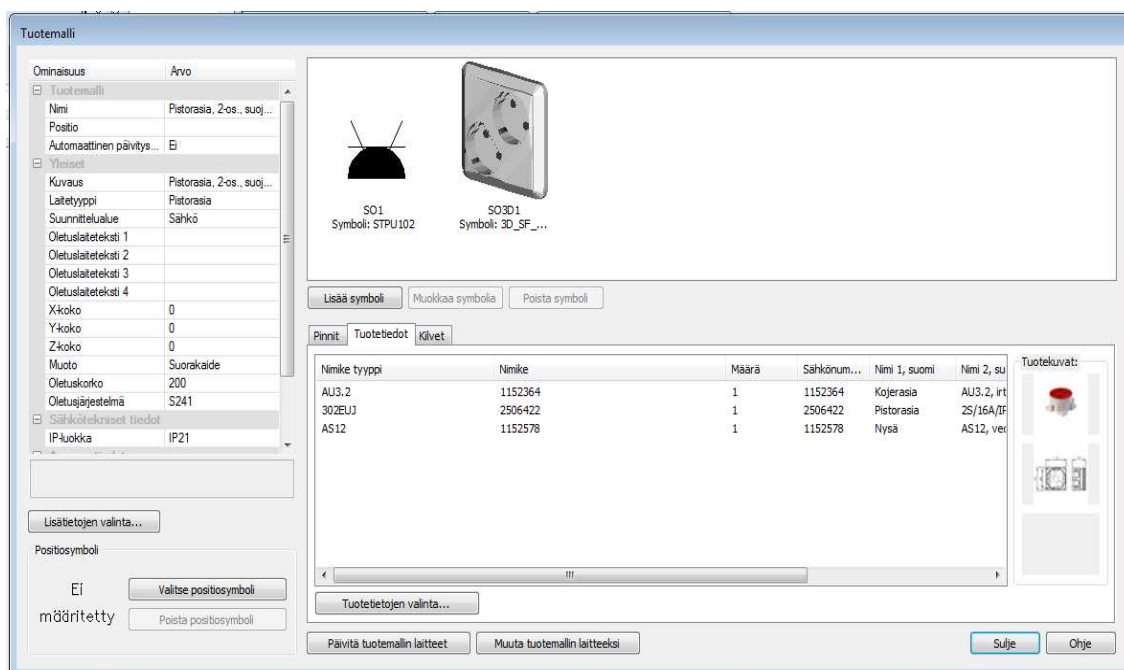 Tuotemalli
Ominaisuus Arvo
Tuotemalli
Nimi Pistorasia, 2-os., suoj...
Positio
Automaattinen päivitys... Ei
Yleiset
Kuvaus Pistorasia, 2-os., suoj...
Laitetyyppi Pistorasia
Suunnittelualue Sähkö
Oletuslaiteteksti 1
Oletuslaiteteksti 2
Oletuslaiteteksti 3
Oletuslaiteteksti 4
X-koko 0
Y-koko 0
Z-koko 0
Muoto Suorakaide
Oletuskorko 200
Oletusjärjestelmä S241
Sähkötekniset tiedot
IP-luokka IP21
Lisätietojen valinta...
Positiosymboli
Ei
määritetty
Valitse positiosymboli
Poista positiosymboli
SO1
Symboli: STPU102
SO3D1
Symboli: 3D_SF_...
Lisää symboli Muokkaa symbolia Poista symboli
Pinnit Tuotetiedot Kilvet
Nimike tyyppi Nimike Määrä Sähkönum... Nimi 1, suomi Nimi 2, su
AU3.2 1152364 1 1152364 Kojerasia AU3.2, irt
302EUJ 2506422 1 2506422 Pistorasia 2S/16A/IF
AS12 1152578 1 1152578 Nysä AS12, ved
Tuotekuvat:
Tuotetietojen valinta...
Päivitä tuotemallin laitteet Muuta tuotemallin laitteeksi Sulje Ohje